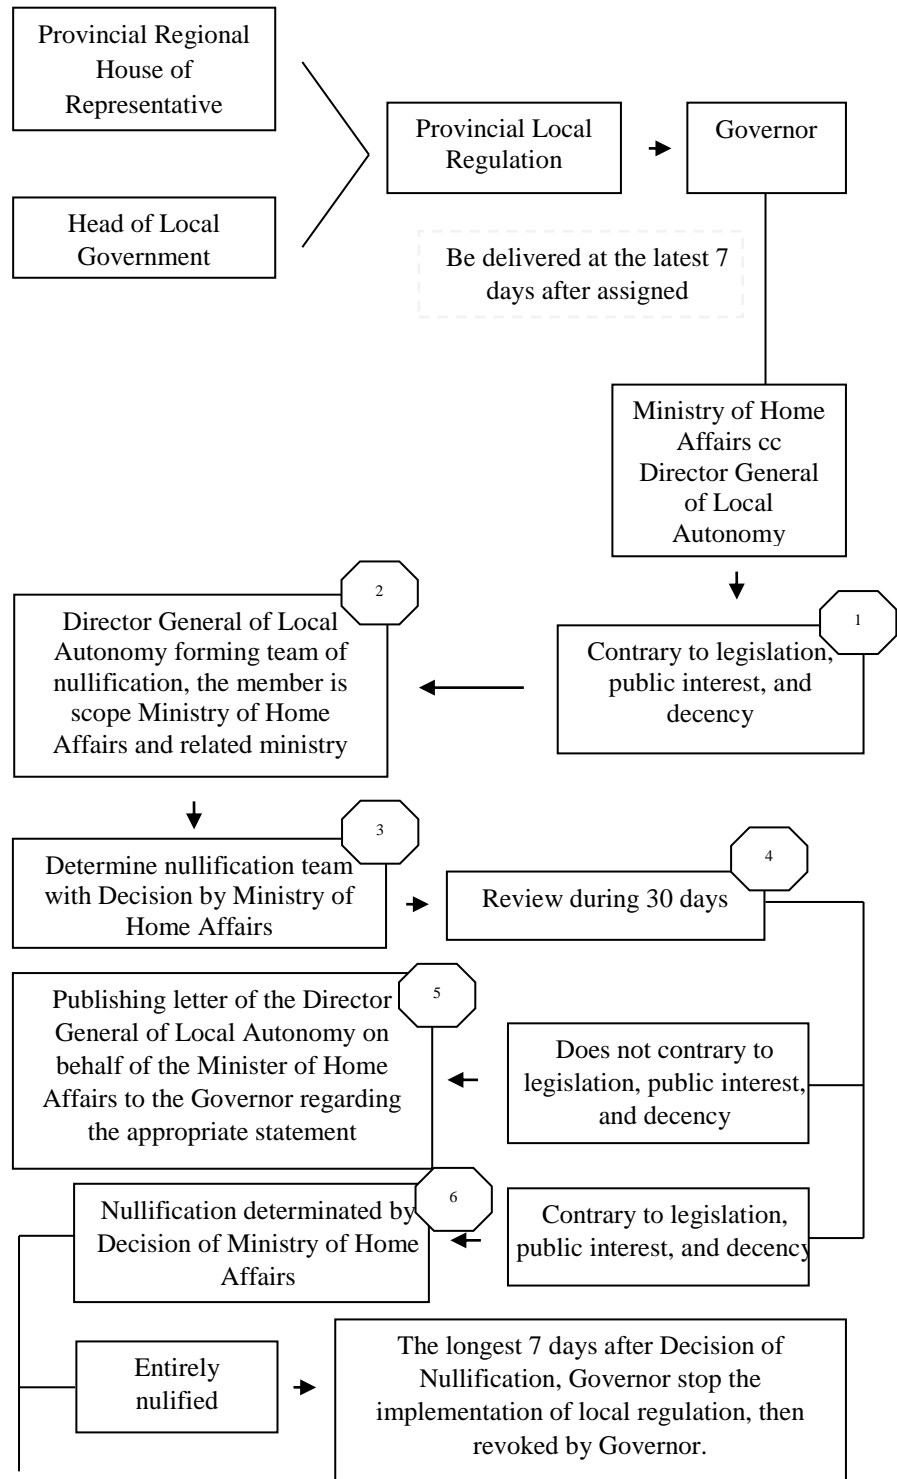 Provincial Regional
House of
Representative
Provincial Local
Regulation
Governor
Head of Local
Government
Be delivered at the latest 7
days after assigned
Ministry of Home
Affairs cc
Director General
of Local
Autonomy
1
Contrary to legislation,
public interest, and
decency
2
Director General of Local
Autonomy forming team of
nullification, the member is
scope Ministry of Home
Affairs and related ministry
3
Determine nullification team
with Decision by Ministry of
Home Affairs
4
Review during 30 days
5
Publishing letter of the Director
General of Local Autonomy on
behalf of the Minister of Home
Affairs to the Governor regarding
the appropriate statement
Does not contrary to
legislation, public interest,
and decency
6
Nullification determinated by
Decision of Ministry of Home
Affairs
Contrary to legislation,
public interest, and decency
Entirely
nulified
The longest 7 days after Decision of
Nullification, Governor stop the
implementation of local regulation, then
revoked by Governor.